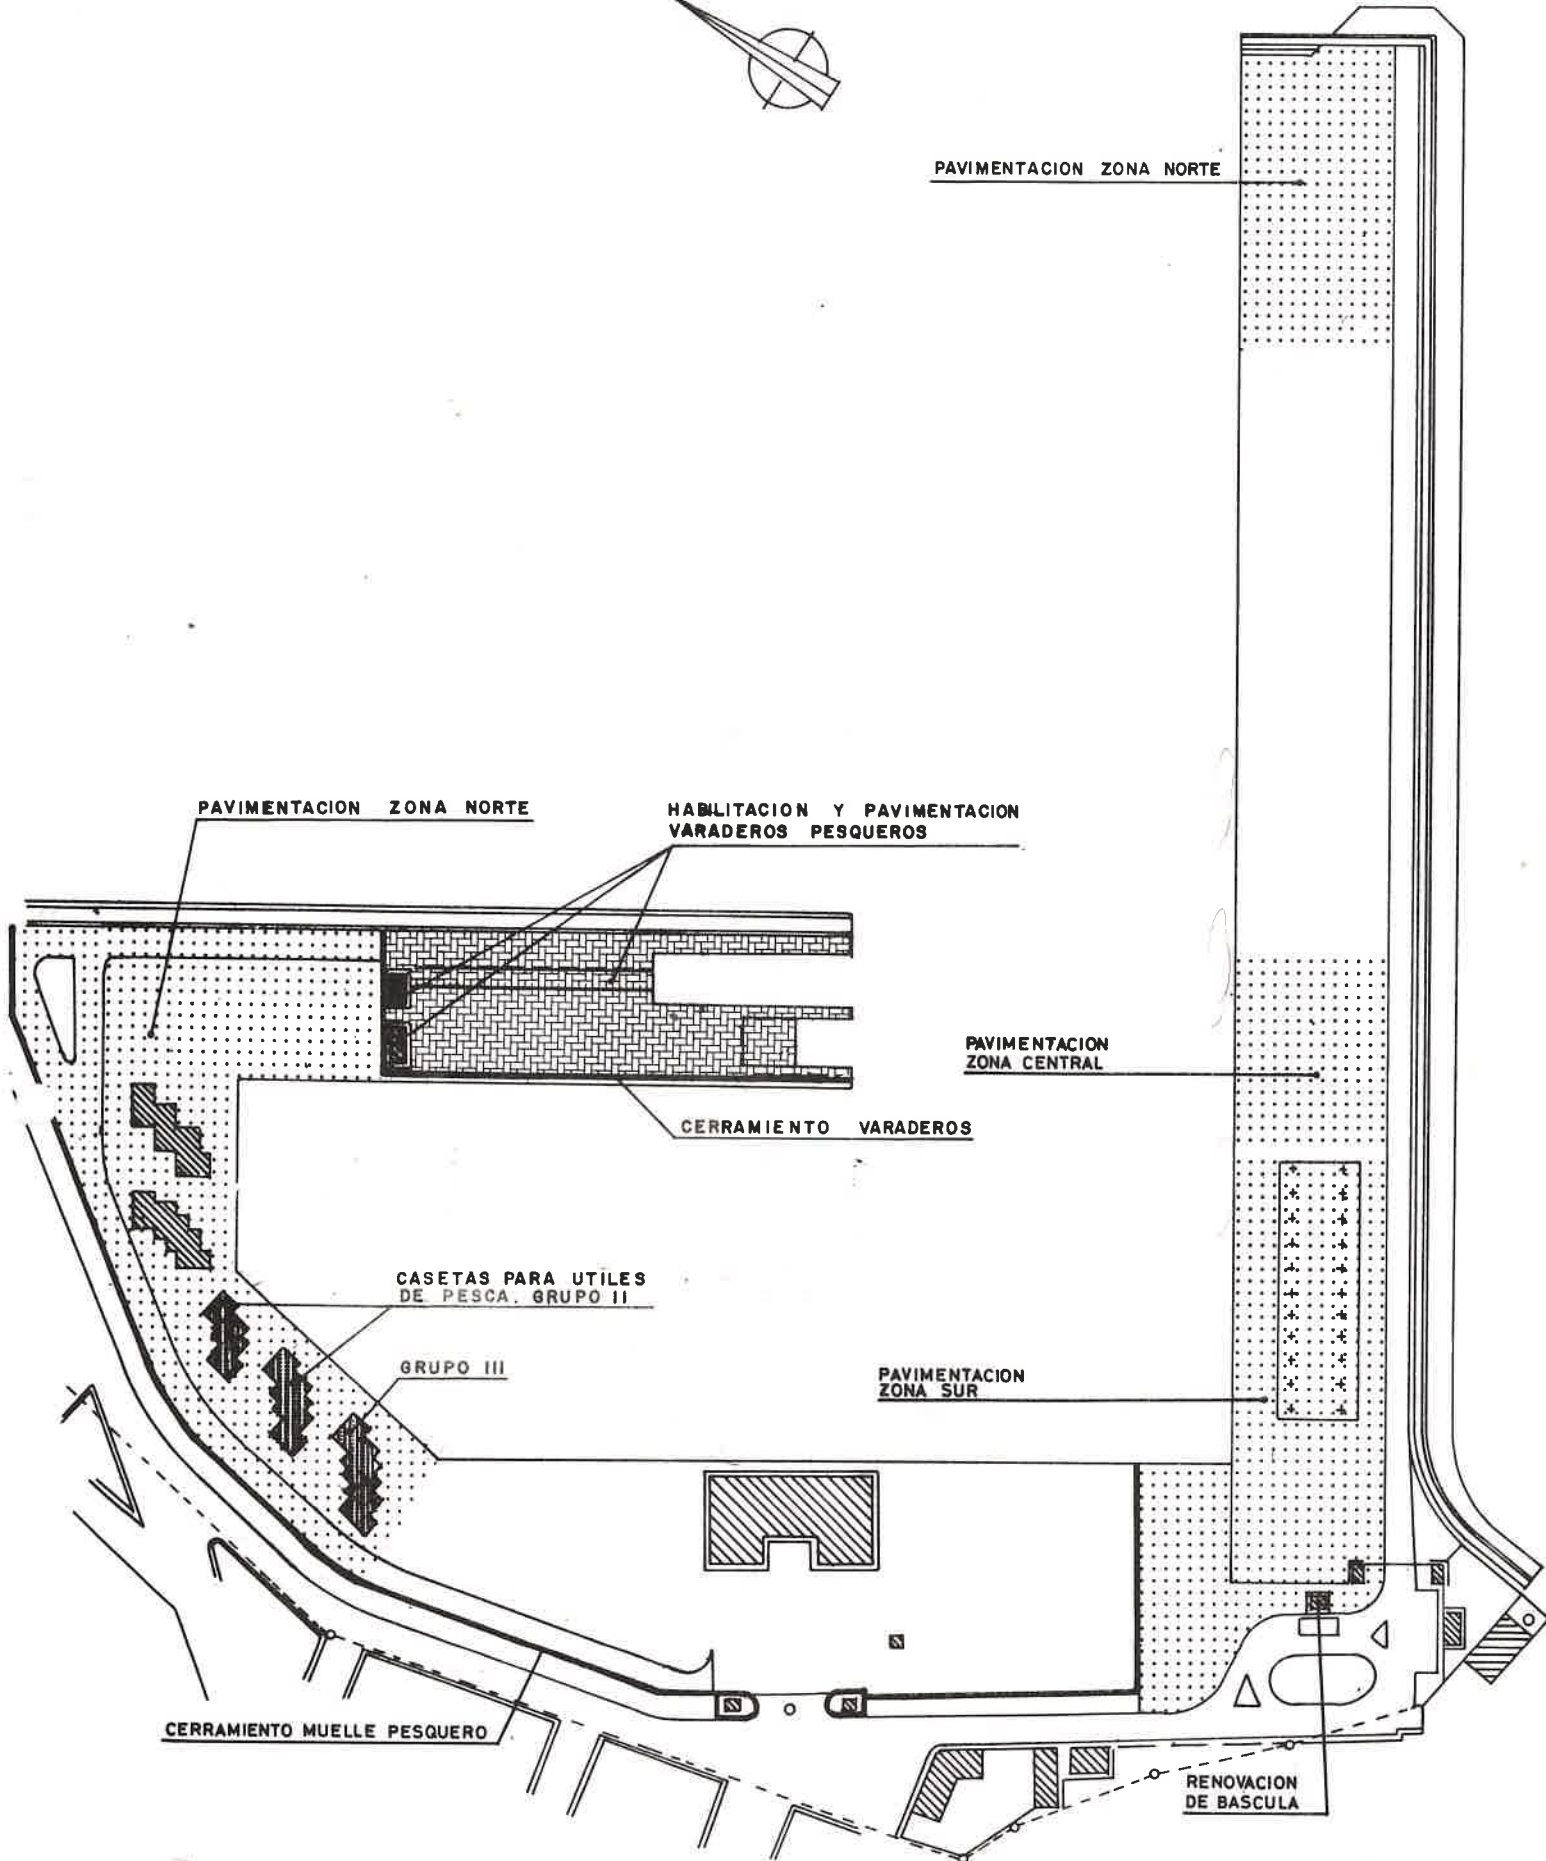 PAVIMENTACION ZONA NORTE
PAVIMENTACION ZONA NORTE
HABILITACION Y PAVIMENTACION
VARADEROS PESQUEROS
PAVIMENTACION
ZONA CENTRAL
CERRAMIENTO VARADEROS
CASETAS PARA UTILES
DE PESCA. GRUPO II
GRUPO III
PAVIMENTACION
ZONA SUR
CERRAMIENTO MUELLE PESQUERO
RENOVACION
DE BASCULA